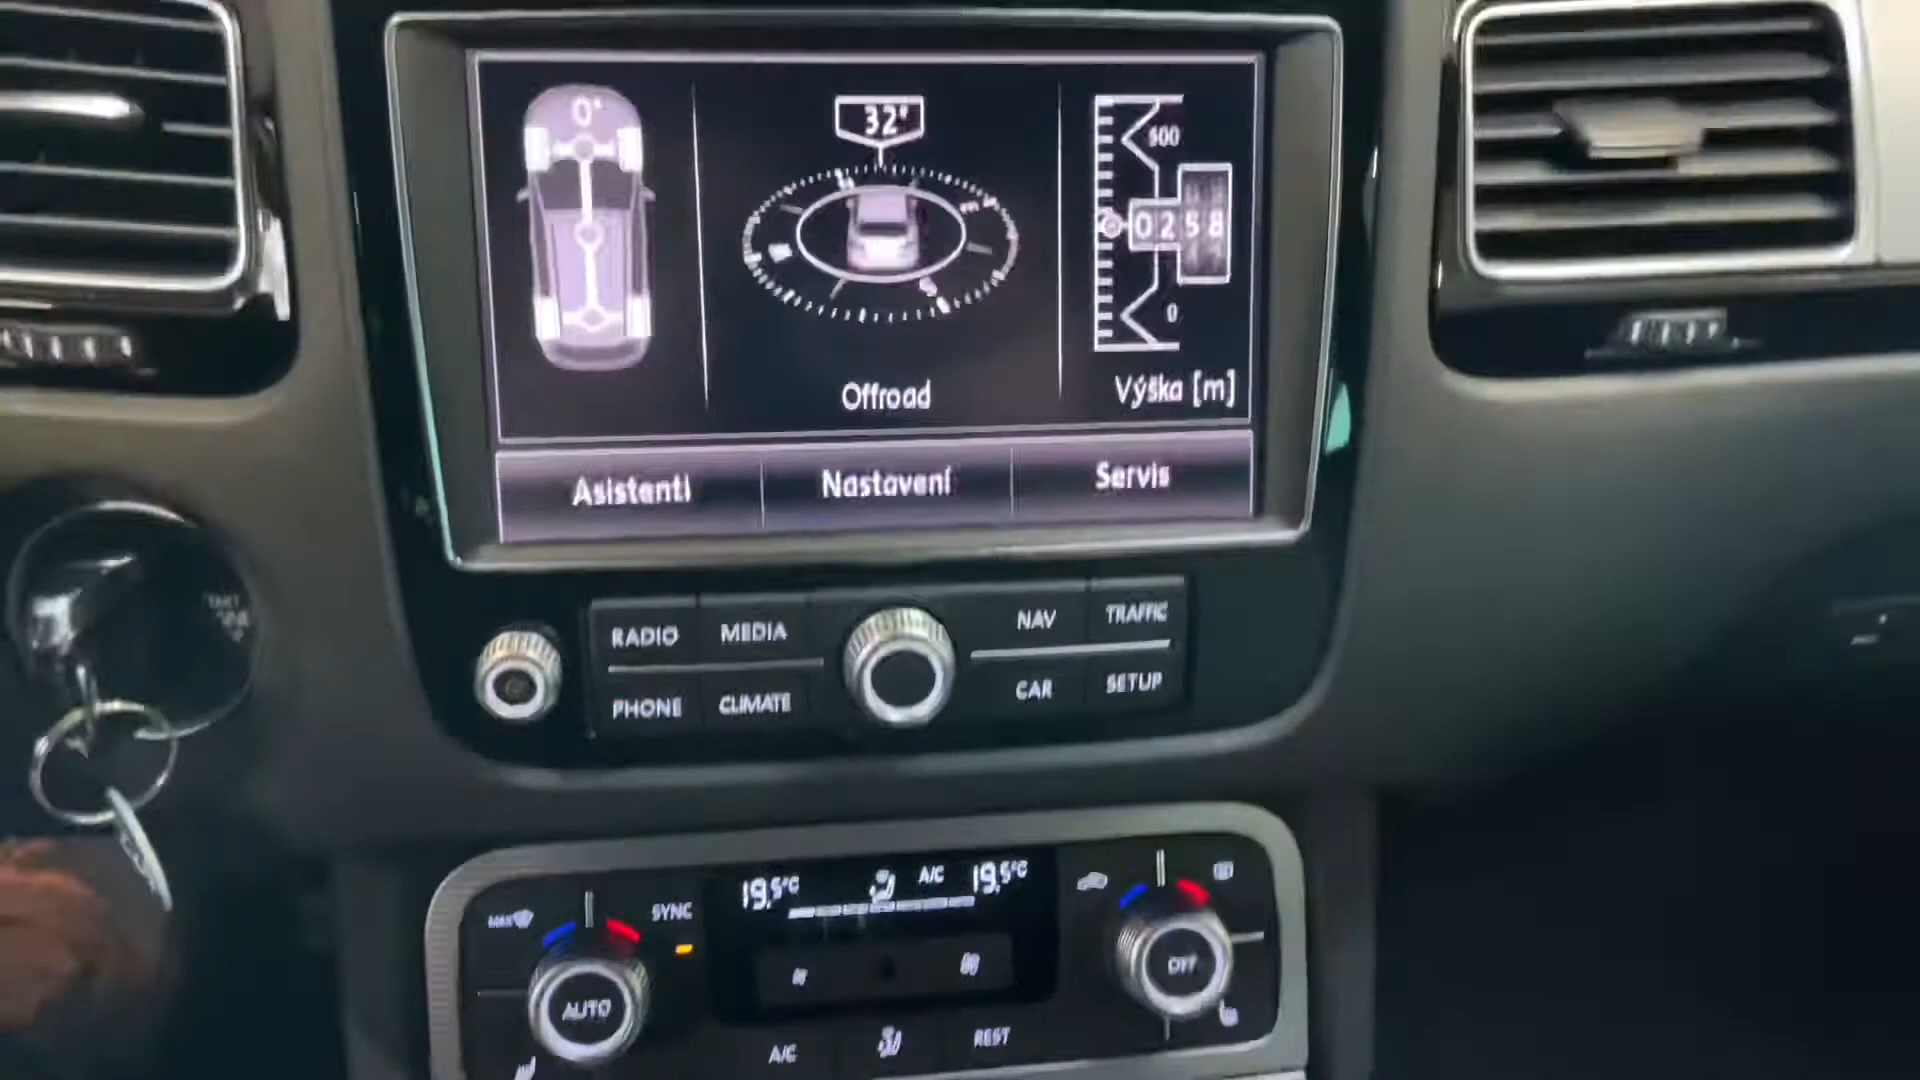 0°
32°
500
0258
0
Offroad
Výška [m]
Asistenti
Nastavení
Servis
RADIO
MEDIA
NAV
TRAFFIC
PHONE
CLIMATE
CAR
SETUP
MAX
SYNC
19.5°C
A/C
19.5°C
AUTO
OFF
A/C
REST